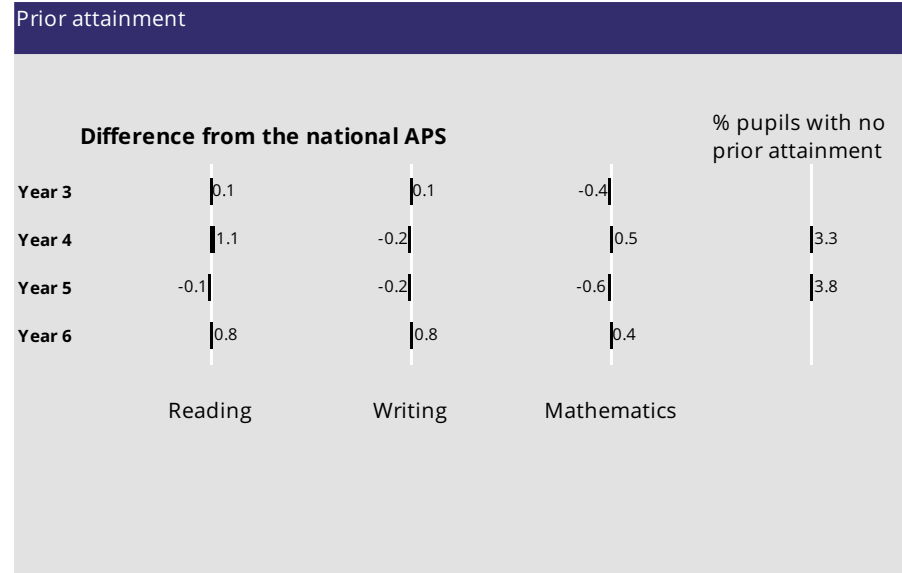 Prior attainment
% pupils with no
prior attainment
Difference from the national APS
Year 3 0.1 0.1 -0.4
Year 4 1.1 -0.2 0.5 3.3
Year 5 -0.1 -0.2 -0.6 3.8
Year 6 0.8 0.8 0.4
Reading Writing Mathematics